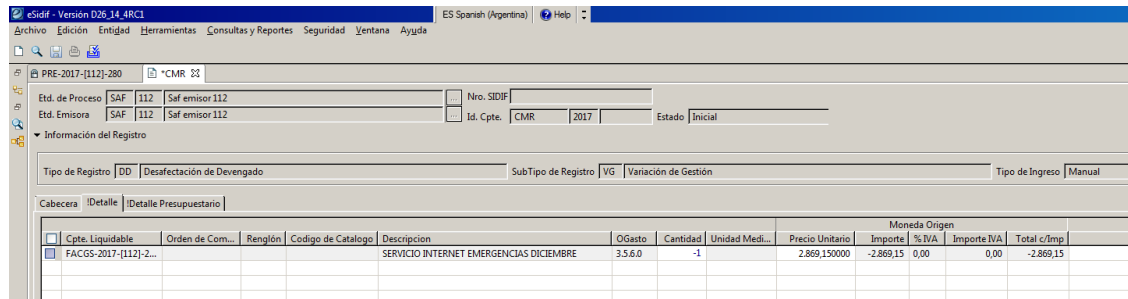 eSidif - Versión D26_14_4RC1
ES Spanish (Argentina) Help
Archivo Edición Entidad Herramientas Consultas y Reportes Seguridad Ventana Ayuda
PRE-2017-[112]-280 *CMR
Etd. de Proceso SAF 112 Saf emisor 112 ... Nro. SIDIF
Etd. Emisora SAF 112 Saf emisor 112 ... Id. Cpte. CMR 2017 Estado Inicial
Información del Registro
Tipo de Registro DD Desafectación de Devengado SubTipo de Registro VG Variación de Gestión Tipo de Ingreso Manual
Cabecera !Detalle !Detalle Presupuestario
Moneda Origen
Cpte. Liquidable Orden de Com... Renglón Codigo de Catalogo Descripcion OGasto Cantidad Unidad Medi... Precio Unitario Importe % IVA Importe IVA Total c/Imp
FACGS-2017-[112]-2... SERVICIO INTERNET EMERGENCIAS DICIEMBRE 3.5.6.0 -1 2.869,150000 -2.869,15 0,00 0,00 -2.869,15